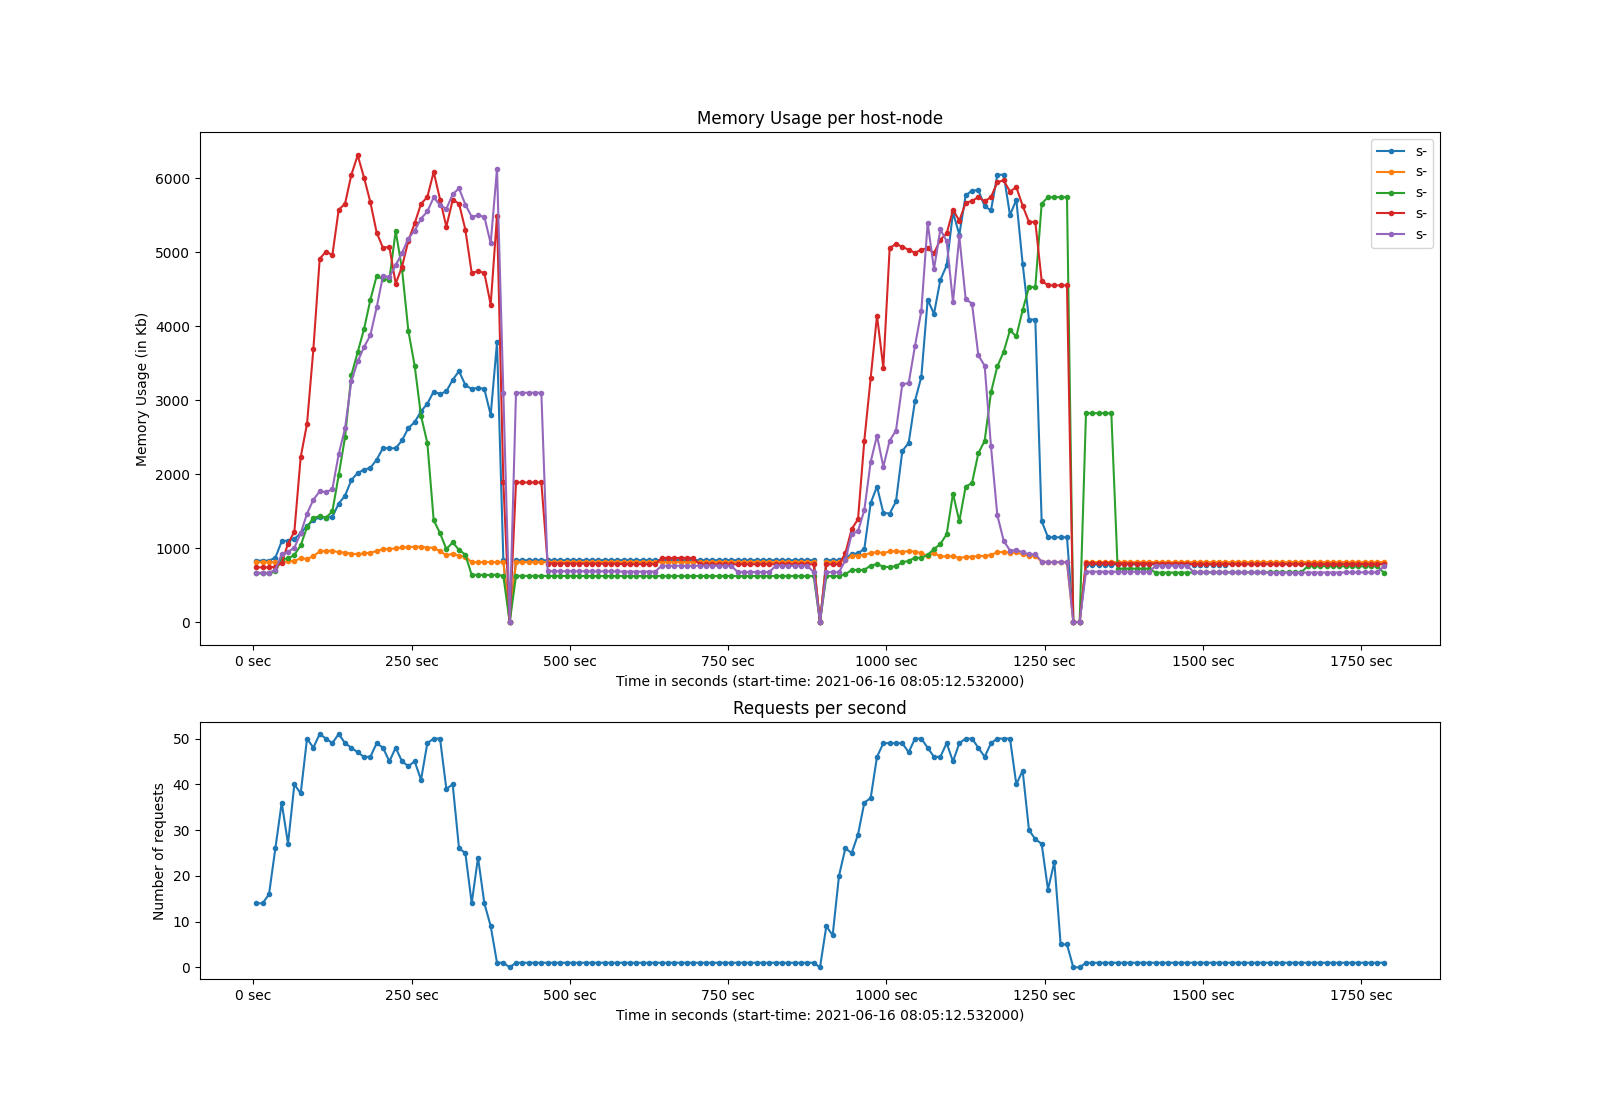 Memory Usage per host-node
Memory Usage (in Kb)
6000
5000
4000
3000
2000
1000
0
s-
s-
s-
s-
s-
0 sec 250 sec 500 sec 750 sec 1000 sec 1250 sec 1500 sec 1750 sec
Time in seconds (start-time: 2021-06-16 08:05:12.532000)
Requests per second
Number of requests
50
40
30
20
10
0
0 sec 250 sec 500 sec 750 sec 1000 sec 1250 sec 1500 sec 1750 sec
Time in seconds (start-time: 2021-06-16 08:05:12.532000)